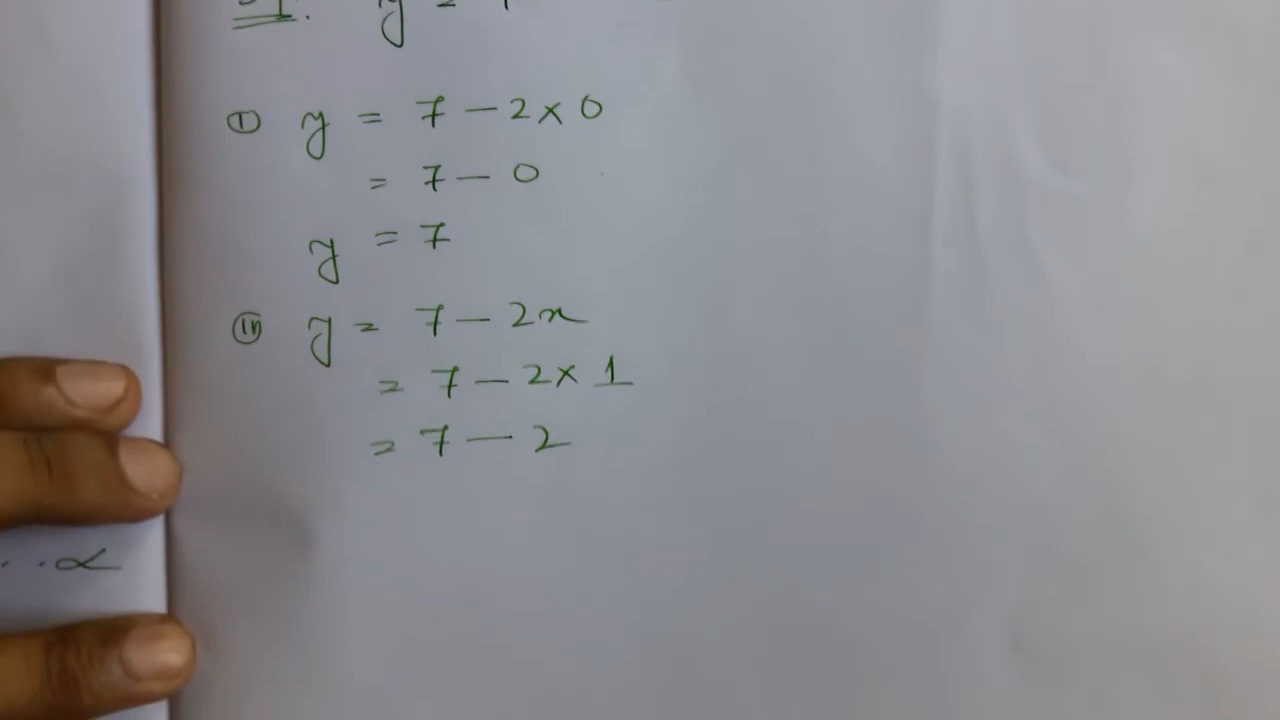 y =
① y = 7 - 2 × 0
= 7 - 0
y = 7
ⓘⓘ y = 7 - 2x
= 7 - 2 × 1
= 7 - 2
..∝